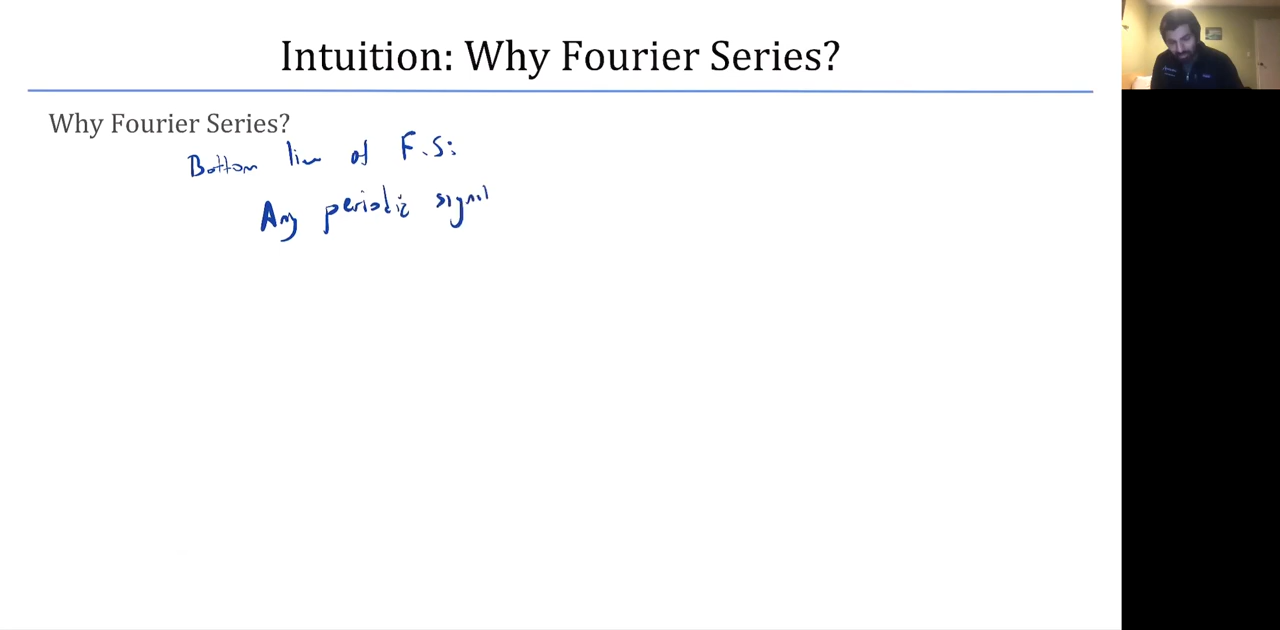 Intuition: Why Fourier Series?
Why Fourier Series?
Bottom line of F.S:
Any periodic signal